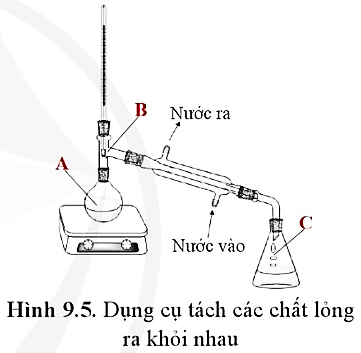 B
Nước ra
A
C
Nước vào
Hình 9.5. Dụng cụ tách các chất lỏng
ra khỏi nhau